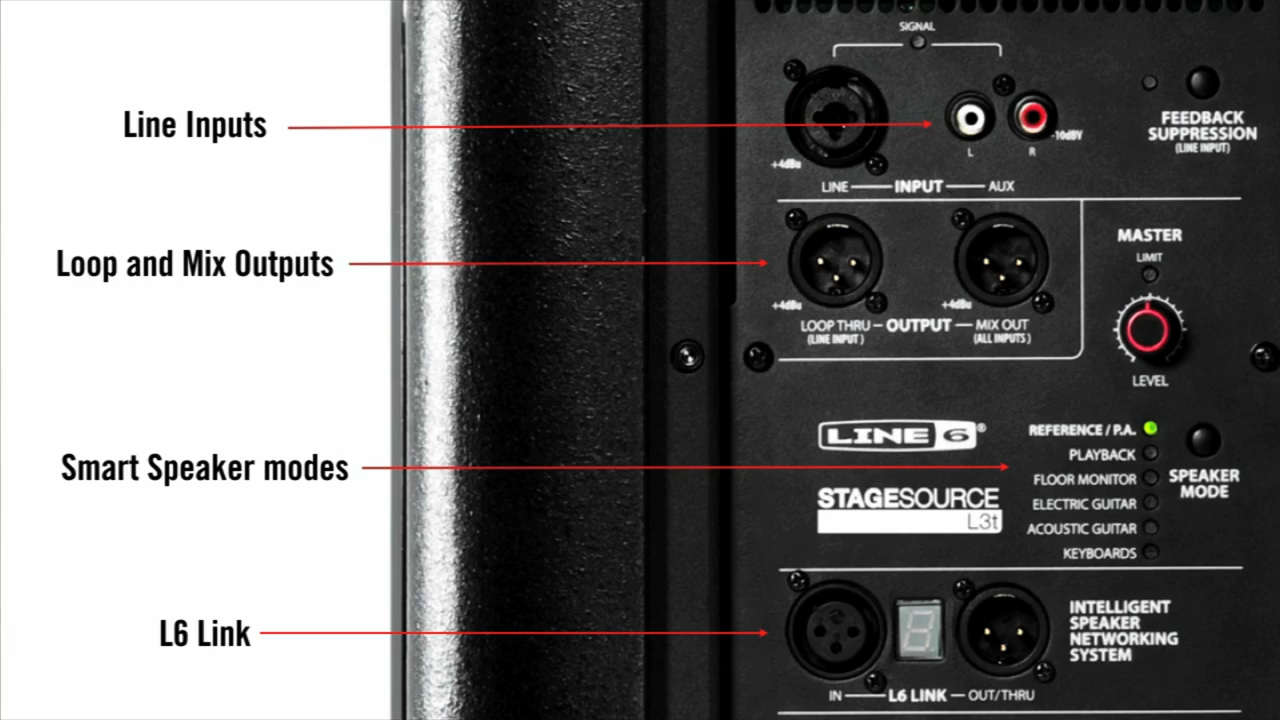 SIGNAL
Line Inputs
FEEDBACK
SUPPRESSION
(LINE INPUT)
-10dBV
L R
+4dBu
LINE INPUT AUX
MASTER
LIMIT
Loop and Mix Outputs
+4dBu +4dBu
LOOP THRU OUTPUT MIX OUT
(LINE INPUT) (ALL INPUTS)
LEVEL
LINE 6®
REFERENCE / P.A.
PLAYBACK
Smart Speaker modes
FLOOR MONITOR
SPEAKER
MODE
STAGESOURCE
L3t
ELECTRIC GUITAR
ACOUSTIC GUITAR
KEYBOARDS
L6 Link
INTELLIGENT
SPEAKER
NETWORKING
SYSTEM
IN L6 LINK OUT/THRU